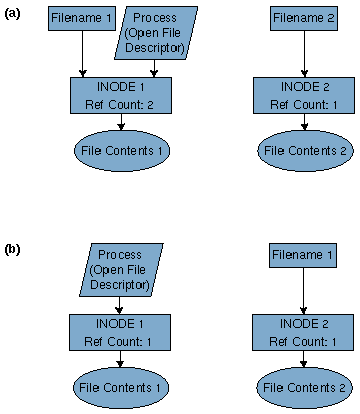 (a)
Filename 1
Process
(Open File
Descriptor)
Filename 2
INODE 1
Ref Count: 2
INODE 2
Ref Count: 1
File Contents 1
File Contents 2
(b)
Process
(Open File
Descriptor)
Filename 1
INODE 1
Ref Count: 1
INODE 2
Ref Count: 1
File Contents 1
File Contents 2